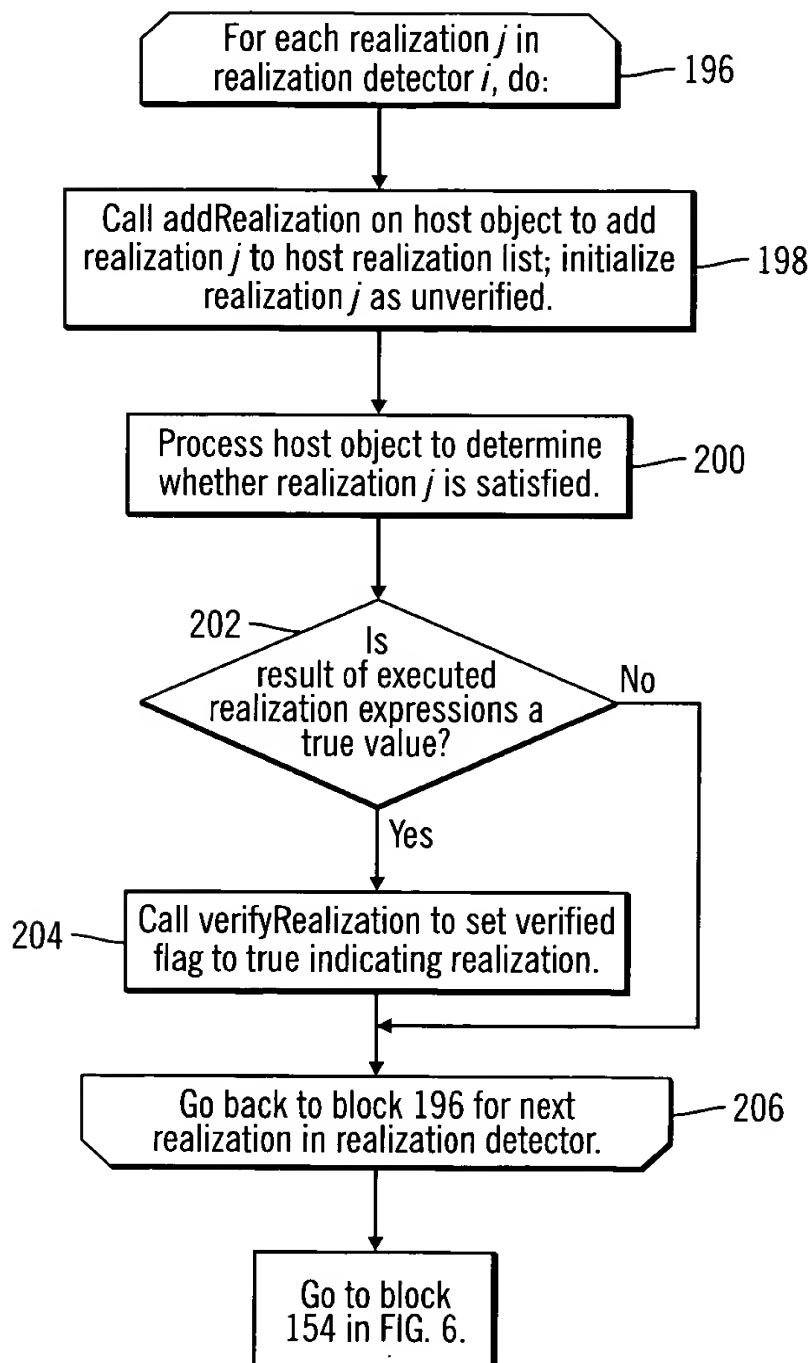 For each realization j in
realization detector i, do:
196
Call addRealization on host object to add
realization j to host realization list; initialize
realization j as unverified.
198
Process host object to determine
whether realization j is satisfied.
200
202
Is
result of executed
realization expressions a
true value?
No
Yes
204
Call verifyRealization to set verified
flag to true indicating realization.
Go back to block 196 for next
realization in realization detector.
206
Go to block
154 in FIG. 6.